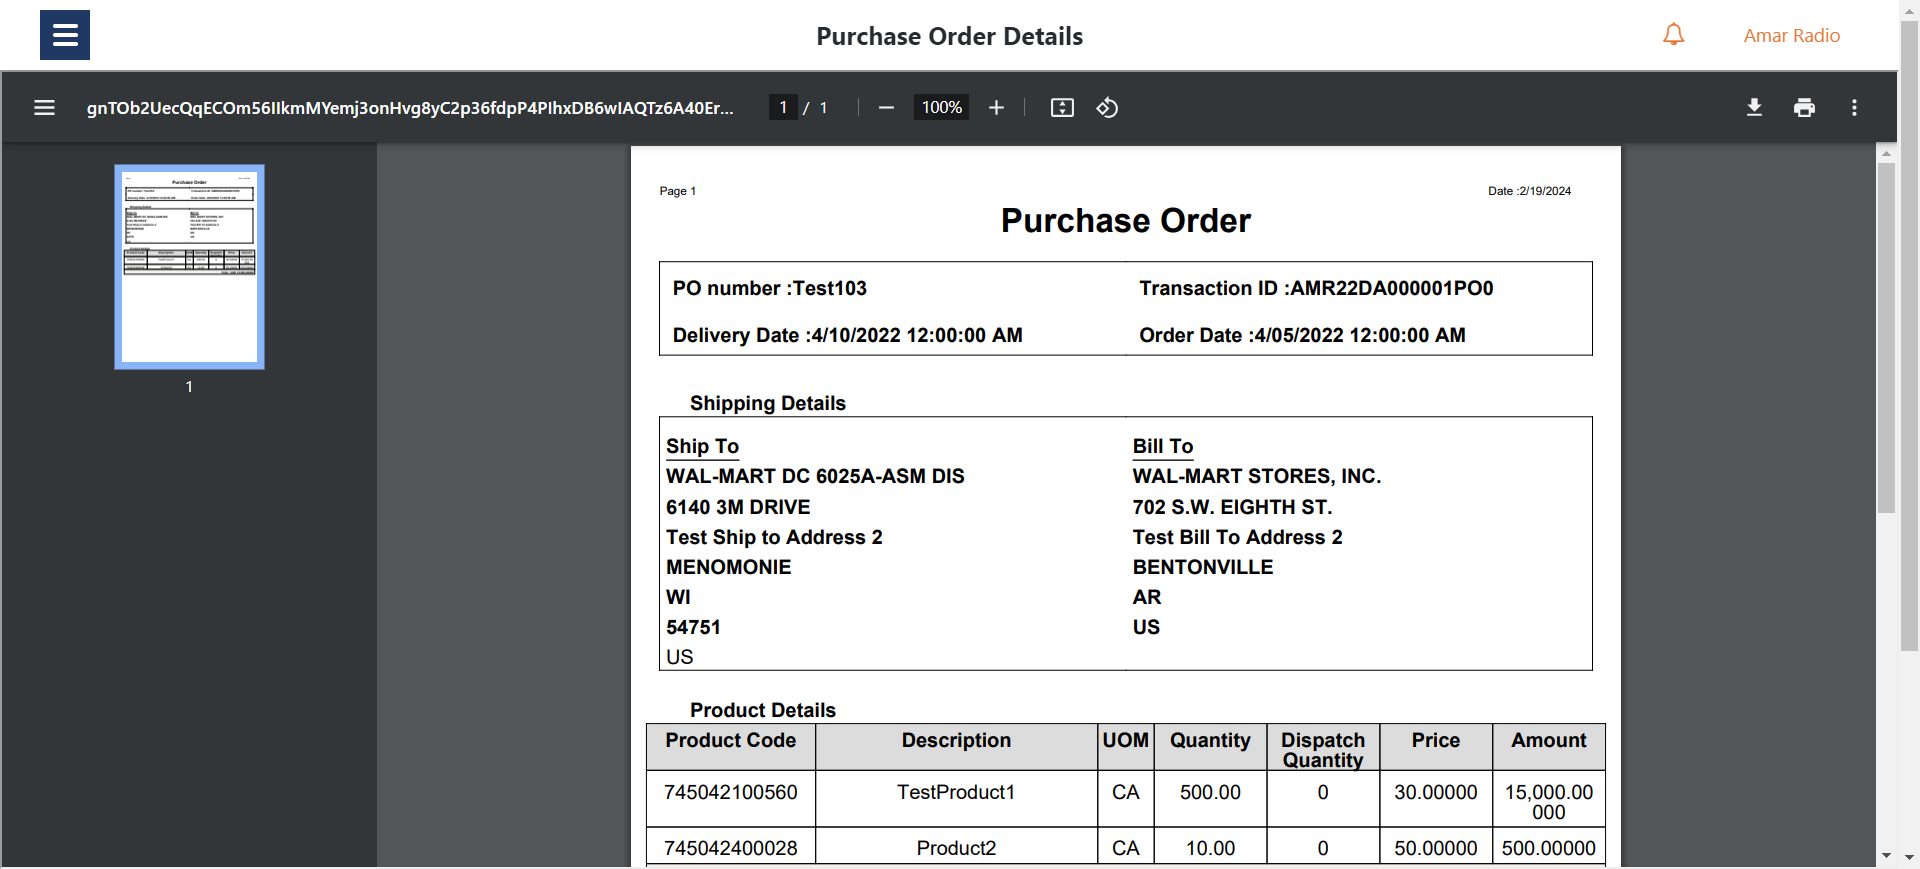 Purchase Order Details
Amar Radio
1 / 1
100%
Page 1
Date :2/19/2024
Purchase Order
PO number :Test103
Transaction ID :AMR22DA000001PO0
Delivery Date :4/10/2022 12:00:00 AM
Order Date :4/05/2022 12:00:00 AM
Shipping Details
Ship To
WAL-MART DC 6025A-ASM DIS
6140 3M DRIVE
Test Ship to Address 2
MENOMONIE
WI
54751
US
Bill To
WAL-MART STORES, INC.
702 S.W. EIGHTH ST.
Test Bill To Address 2
BENTONVILLE
AR
US
Product Details
Product Code Description UOM Quantity Dispatch Quantity Price Amount
745042100560 TestProduct1 CA 500.00 0 30.00000 15,000.00000
745042400028 Product2 CA 10.00 0 50.00000 500.00000
1